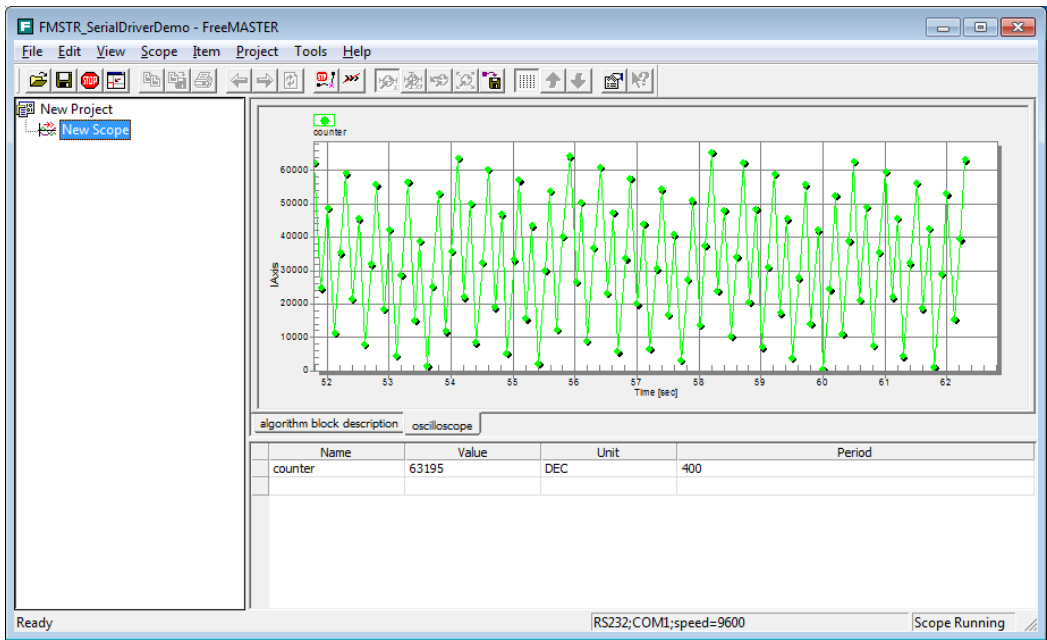 FMSTR_SerialDriverDemo - FreeMASTER
File Edit View Scope Item Project Tools Help
STOP
New Project
New Scope
counter
60000
50000
40000
30000
20000
10000
0
IAxis
52 53 54 55 56 57 58 59 60 61 62
Time [sec]
algorithm block description oscilloscope
Name Value Unit Period
counter 63195 DEC 400
Ready RS232;COM1;speed=9600 Scope Running